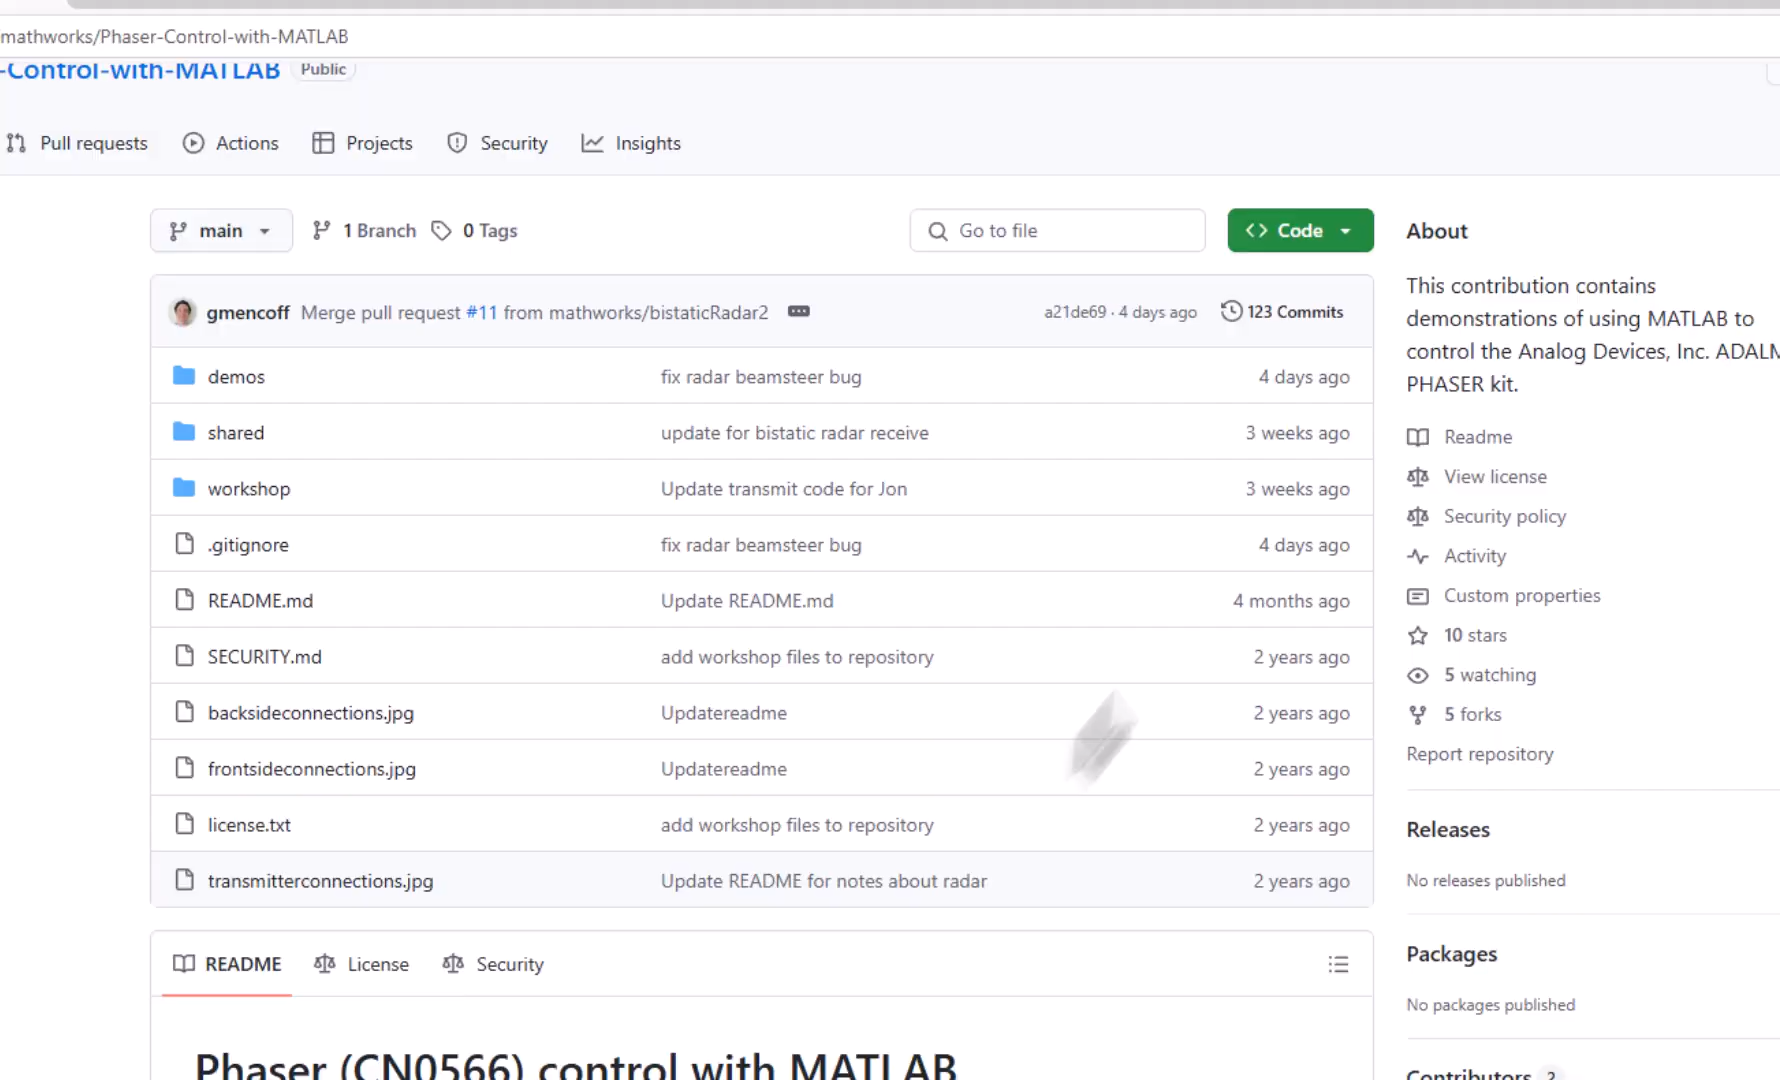 mathworks/Phaser-Control-with-MATLAB
-Control-with-MATLAB Public
Pull requests Actions Projects Security Insights
main 1 Branch 0 Tags Go to file Code
gmencoff Merge pull request #11 from mathworks/bistaticRadar2 a21de69 · 4 days ago 123 Commits
demos fix radar beamsteer bug 4 days ago
shared update for bistatic radar receive 3 weeks ago
workshop Update transmit code for Jon 3 weeks ago
.gitignore fix radar beamsteer bug 4 days ago
README.md Update README.md 4 months ago
SECURITY.md add workshop files to repository 2 years ago
backsideconnections.jpg Updatereadme 2 years ago
frontsideconnections.jpg Updatereadme 2 years ago
license.txt add workshop files to repository 2 years ago
transmitterconnections.jpg Update README for notes about radar 2 years ago
README License Security
Phaser (CN0566) control with MATLAB
About
This contribution contains
demonstrations of using MATLAB to
control the Analog Devices, Inc. ADALM
PHASER kit.
Readme
View license
Security policy
Activity
Custom properties
10 stars
5 watching
5 forks
Report repository
Releases
No releases published
Packages
No packages published
Contributors 2